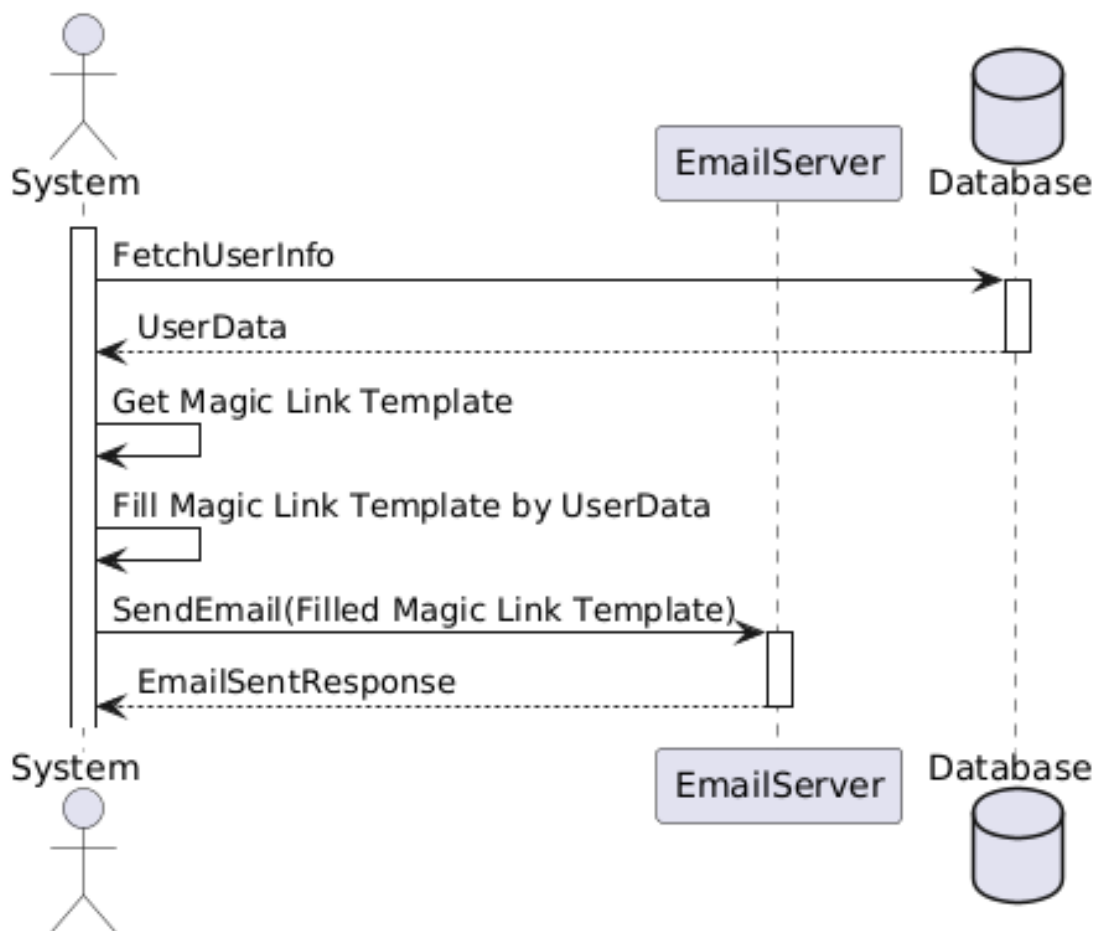 System
EmailServer
Database
FetchUserInfo
UserData
Get Magic Link Template
Fill Magic Link Template by UserData
SendEmail(Filled Magic Link Template)
EmailSentResponse
System
EmailServer
Database